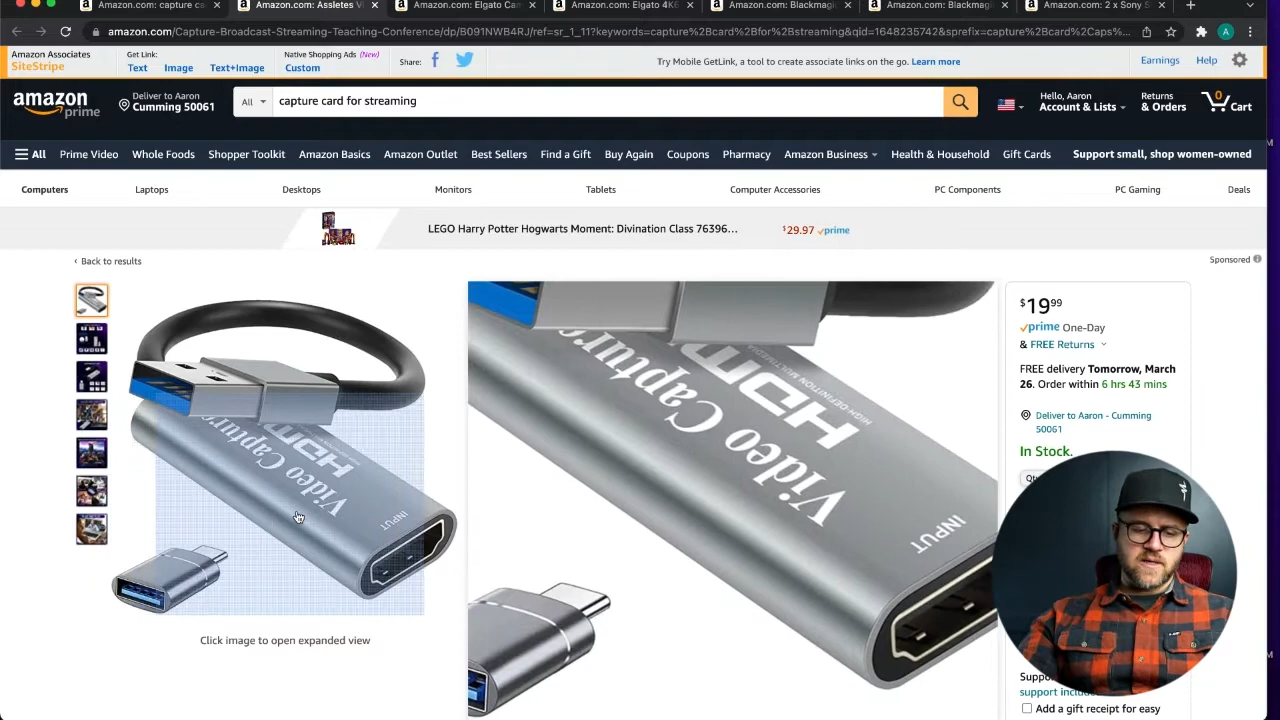 Amazon.com: capture ca
Amazon.com: Assletes Vi
Amazon.com: Elgato Cam
Amazon.com: Elgato 4K6
Amazon.com: Blackmagic
Amazon.com: Blackmagi
Amazon.com: 2 x Sony S
amazon.com/Capture-Broadcast-Streaming-Teaching-Conference/dp/B091NWB4RJ/ref=sr_1_11?keywords=capture%2Bcard%2Bfor%2Bstreaming&qid=1648235742&sprefix=capture%2Bcard%2Caps%...
A
Amazon Associates
SiteStripe
Get Link:
Text
Image
Text+Image
Native Shopping Ads (New)
Custom
Share:
Try Mobile GetLink, a tool to create associate links on the go. Learn more
Earnings
Help
amazon
prime
Deliver to Aaron
Cumming 50061
All
capture card for streaming
Hello, Aaron
Account & Lists
Returns
& Orders
0
Cart
All
Prime Video
Whole Foods
Shopper Toolkit
Amazon Basics
Amazon Outlet
Best Sellers
Find a Gift
Buy Again
Coupons
Pharmacy
Amazon Business
Health & Household
Gift Cards
Support small, shop women-owned
Computers
Laptops
Desktops
Monitors
Tablets
Computer Accessories
PC Components
PC Gaming
Deals
LEGO Harry Potter Hogwarts Moment: Divination Class 76396...
$29.97 prime
‹ Back to results
Sponsored
Video Capture
INPUT
Click image to open expanded view
HIGH DEFINITION MULTIMEDIA
Video Captur
INPUT
$19.99
prime One-Day
& FREE Returns
FREE delivery Tomorrow, March
26. Order within 6 hrs 43 mins
Deliver to Aaron - Cumming
50061
In Stock.
Qu
Suppo
support inclu
Add a gift receipt for easy